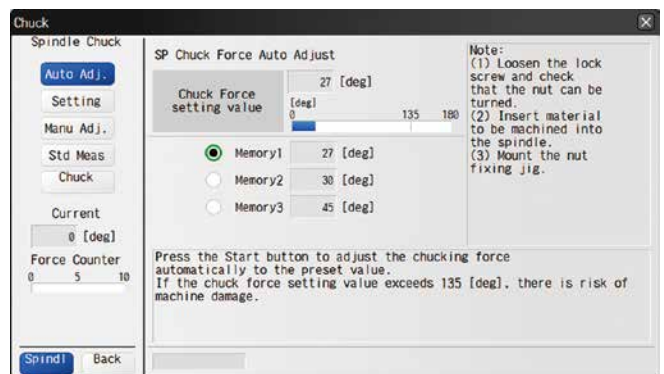 Chuck
Spindle Chuck
Auto Adj.
Setting
Manu Adj.
Std Meas
Chuck
Current
0 [deg]
Force Counter
0 5 10
Spindl
Back
SP Chuck Force Auto Adjust
Chuck Force
setting value
27 [deg]
[deg]
0 135 180
Memory1 27 [deg]
Memory2 30 [deg]
Memory3 45 [deg]
Note:
(1) Loosen the lock
screw and check
that the nut can be
turned.
(2) Insert material
to be machined into
the spindle.
(3) Mount the nut
fixing jig.
Press the Start button to adjust the chucking force
automatically to the preset value.
If the chuck force setting value exceeds 135 [deg], there is risk of
machine damage.